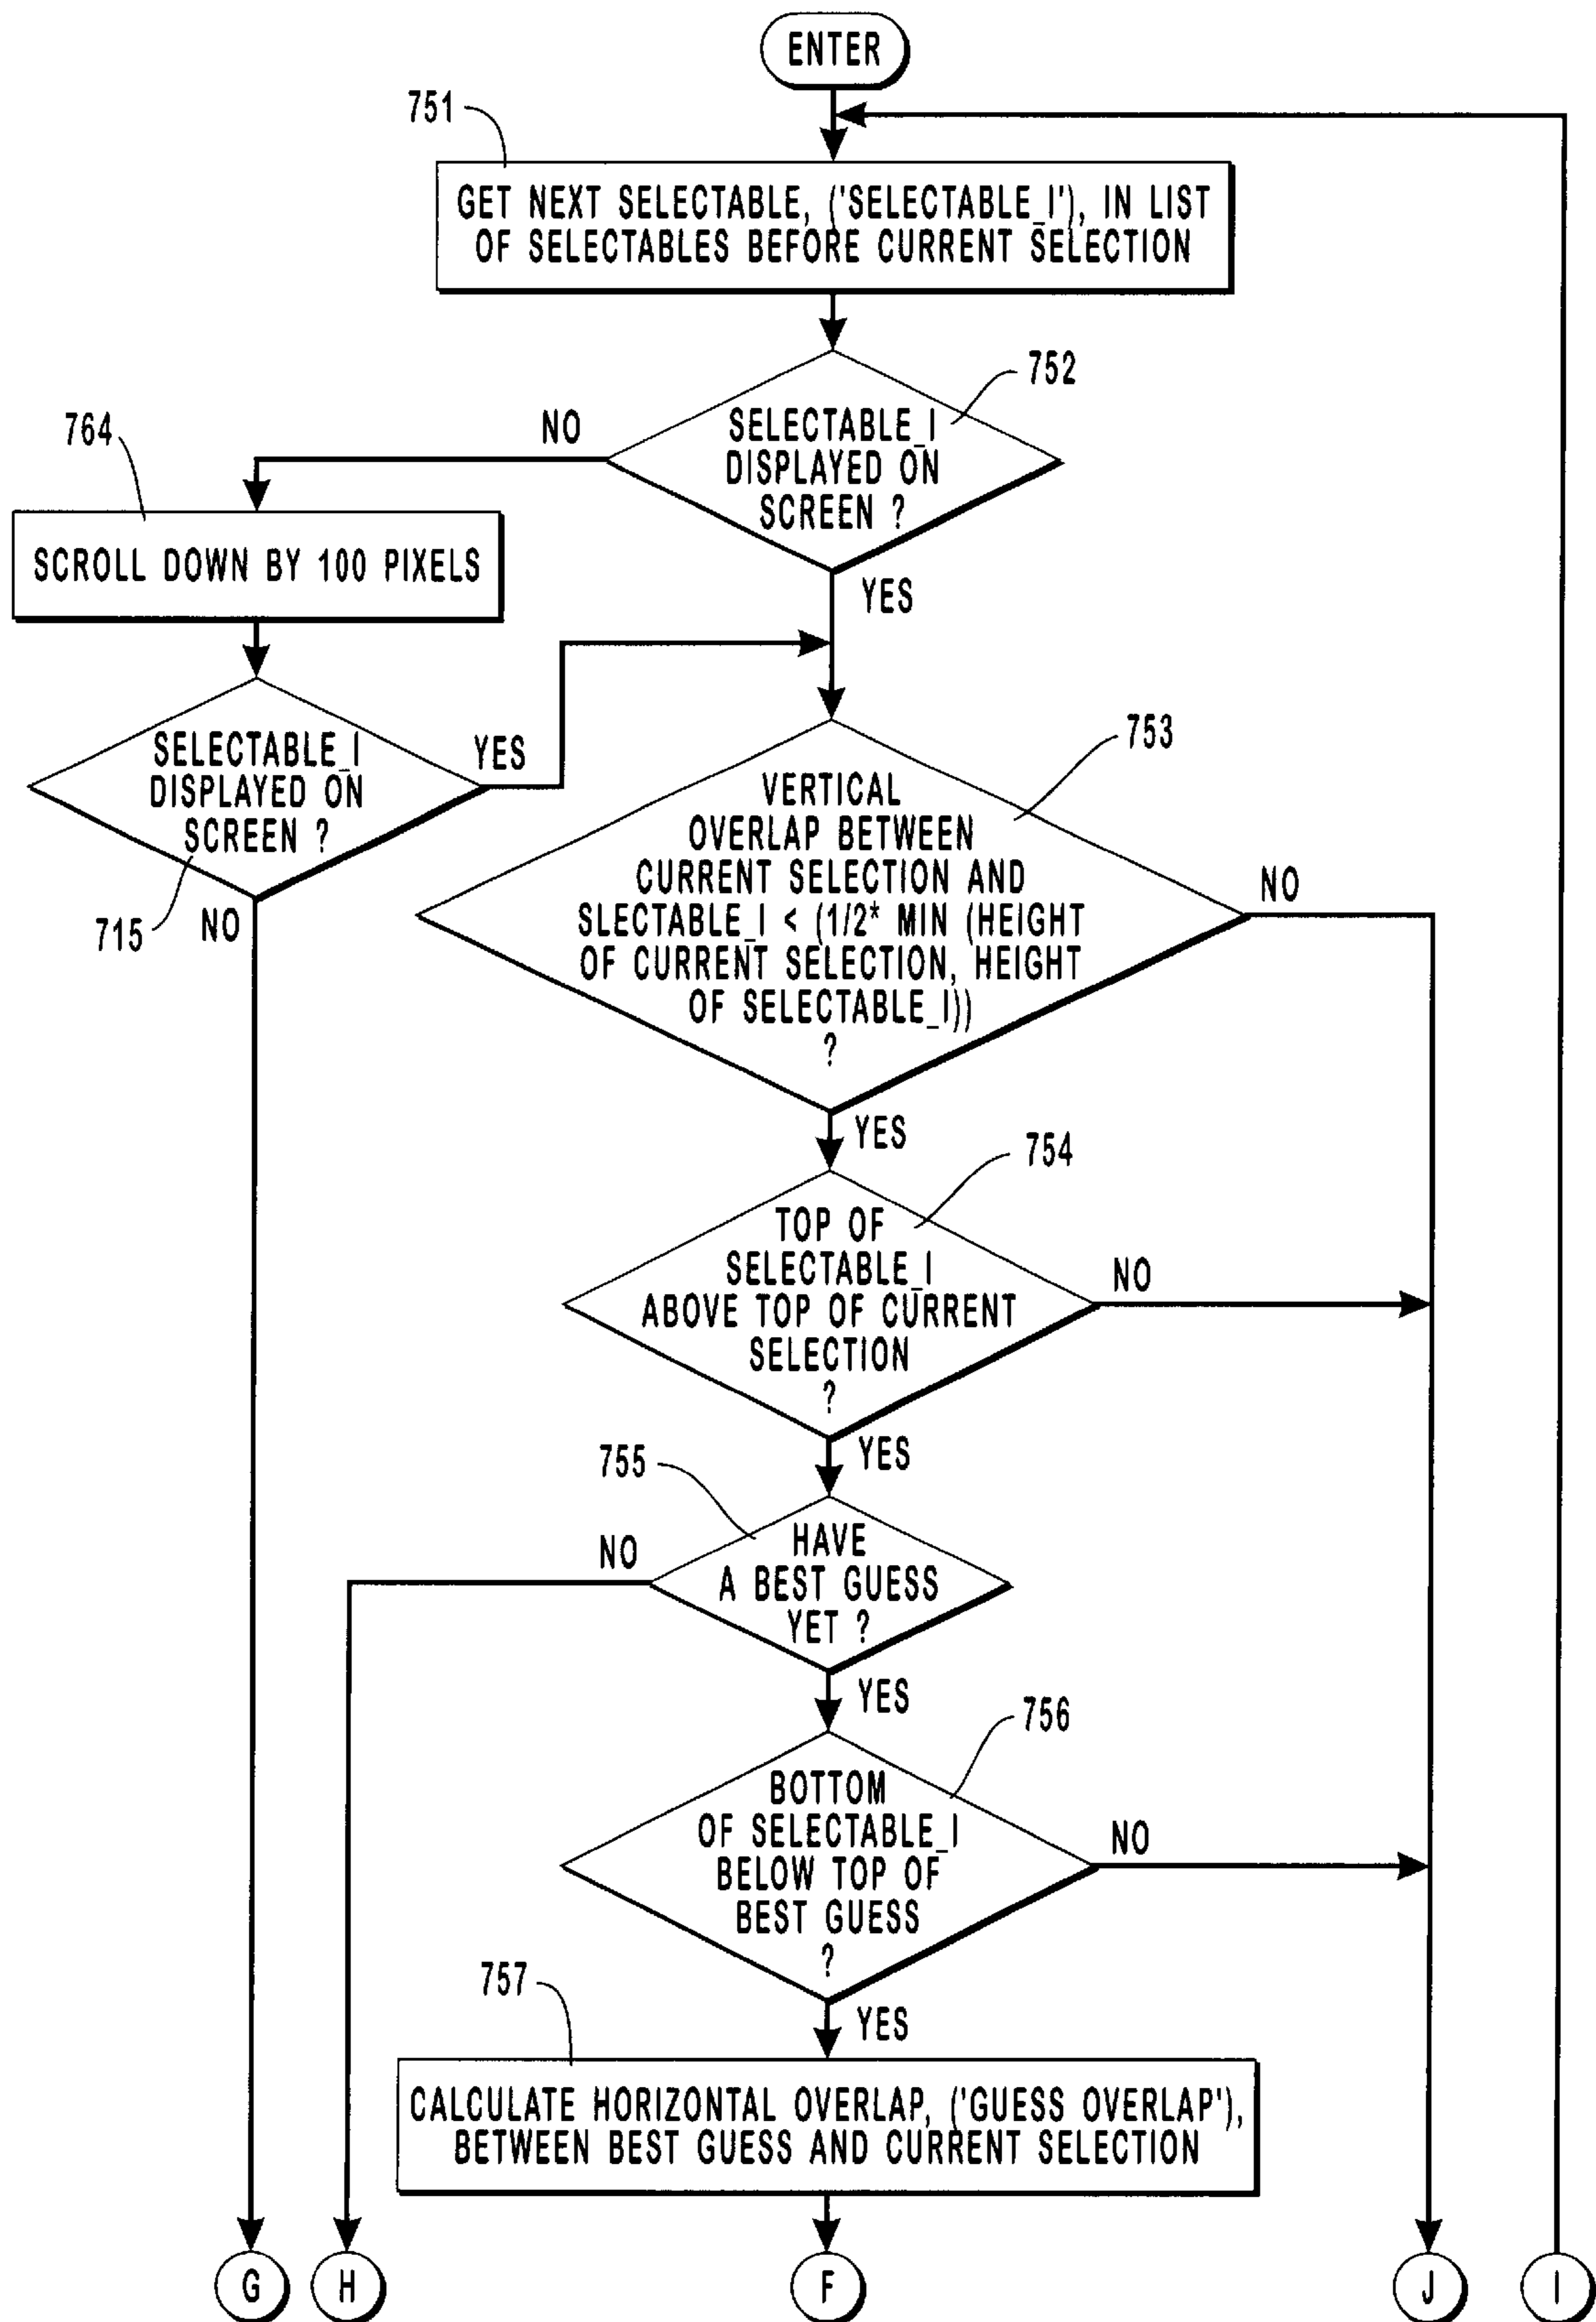 ENTER
751
GET NEXT SELECTABLE, ('SELECTABLE_I'), IN LIST
OF SELECTABLES BEFORE CURRENT SELECTION
752
SELECTABLE_I
DISPLAYED ON
SCREEN ?
NO
YES
764
SCROLL DOWN BY 100 PIXELS
SELECTABLE_I
DISPLAYED ON
SCREEN ?
YES
715
NO
753
VERTICAL
OVERLAP BETWEEN
CURRENT SELECTION AND
SLECTABLE_I < (1/2* MIN (HEIGHT
OF CURRENT SELECTION, HEIGHT
OF SELECTABLE_I))
?
NO
YES
754
TOP OF
SELECTABLE_I
ABOVE TOP OF CURRENT
SELECTION
?
NO
YES
755
HAVE
A BEST GUESS
YET ?
NO
YES
756
BOTTOM
OF SELECTABLE_I
BELOW TOP OF
BEST GUESS
?
NO
YES
757
CALCULATE HORIZONTAL OVERLAP, ('GUESS OVERLAP'),
BETWEEN BEST GUESS AND CURRENT SELECTION
G
H
F
J
I